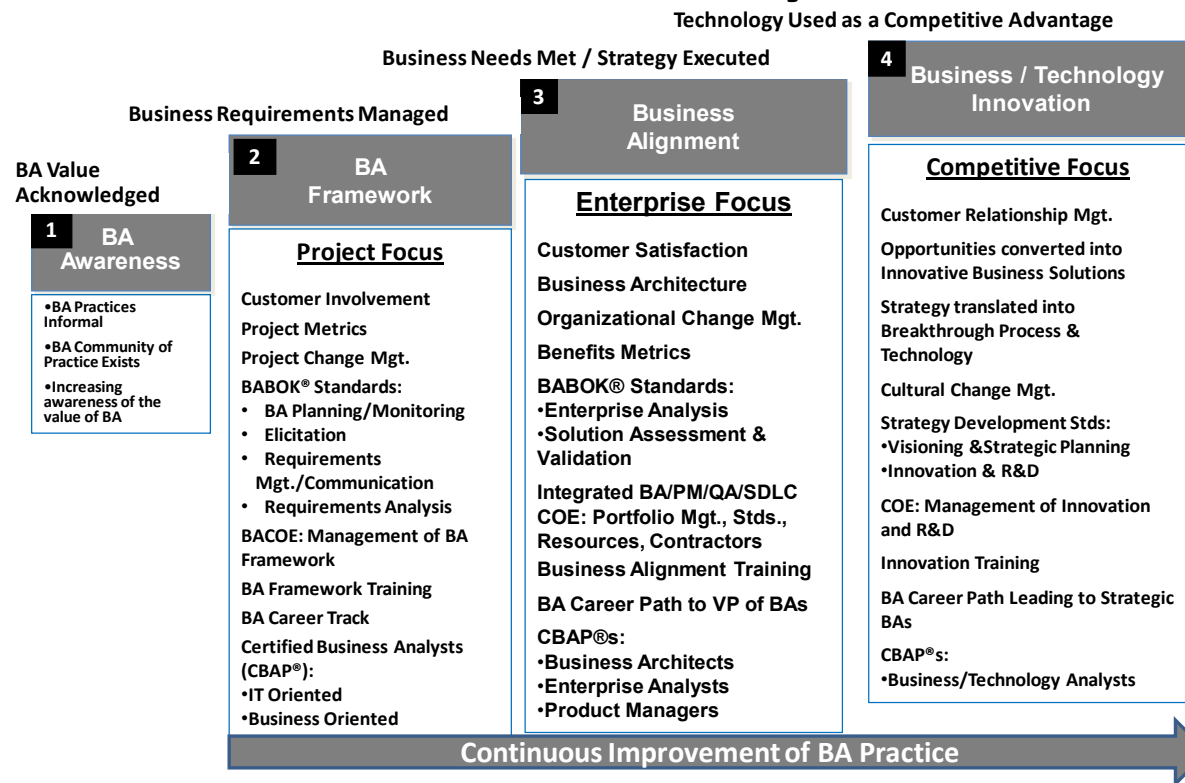 Technology Used as a Competitive Advantage
Business Needs Met / Strategy Executed
Business Requirements Managed
BA Value
Acknowledged
1
BA
Awareness
•BA Practices
Informal
•BA Community of
Practice Exists
•Increasing
awareness of the
value of BA
2
BA
Framework
Project Focus
Customer Involvement
Project Metrics
Project Change Mgt.
BABOK® Standards:
• BA Planning/Monitoring
• Elicitation
• Requirements
Mgt./Communication
• Requirements Analysis
BACOE: Management of BA
Framework
BA Framework Training
BA Career Track
Certified Business Analysts
(CBAP®):
•IT Oriented
•Business Oriented
3
Business
Alignment
Enterprise Focus
Customer Satisfaction
Business Architecture
Organizational Change Mgt.
Benefits Metrics
BABOK® Standards:
•Enterprise Analysis
•Solution Assessment &
Validation
Integrated BA/PM/QA/SDLC
COE: Portfolio Mgt., Stds.,
Resources, Contractors
Business Alignment Training
BA Career Path to VP of BAs
CBAP®s:
•Business Architects
•Enterprise Analysts
•Product Managers
4
Business / Technology
Innovation
Competitive Focus
Customer Relationship Mgt.
Opportunities converted into
Innovative Business Solutions
Strategy translated into
Breakthrough Process &
Technology
Cultural Change Mgt.
Strategy Development Stds:
•Visioning &Strategic Planning
•Innovation & R&D
COE: Management of Innovation
and R&D
Innovation Training
BA Career Path Leading to Strategic
BAs
CBAP®s:
•Business/Technology Analysts
Continuous Improvement of BA Practice